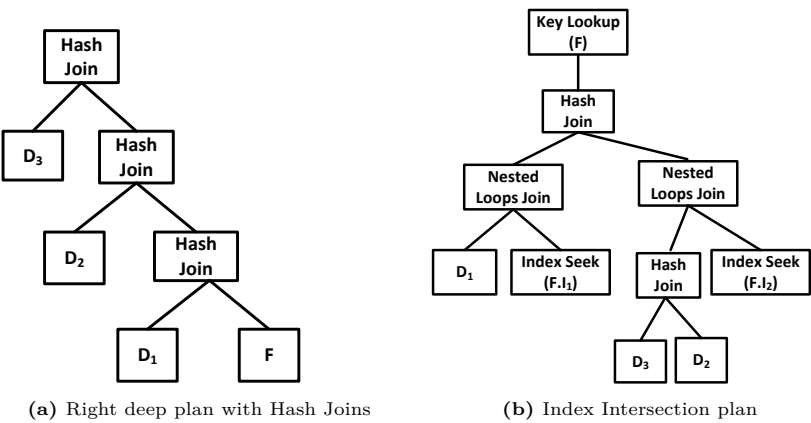 Hash
Join
D₃
Hash
Join
D₂
Hash
Join
D₁
F
(a) Right deep plan with Hash Joins
Key Lookup
(F)
Hash
Join
Nested
Loops Join
Nested
Loops Join
D₁
Index Seek
(F.I₁)
Hash
Join
Index Seek
(F.I₂)
D₃
D₂
(b) Index Intersection plan